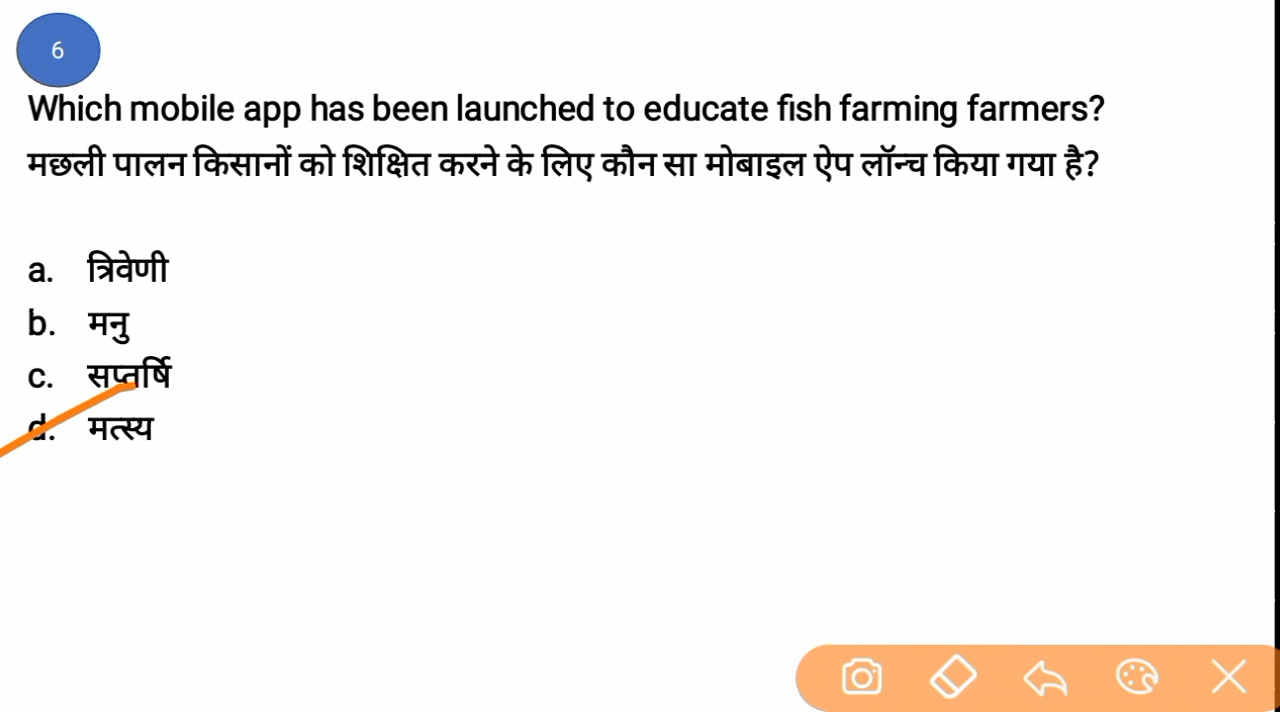 6
Which mobile app has been launched to educate fish farming farmers?
मछली पालन किसानों को शिक्षित करने के लिए कौन सा मोबाइल ऐप लॉन्च किया गया है?
a. त्रिवेणी
b. मनु
c. सप्तर्षि
d. मत्स्य